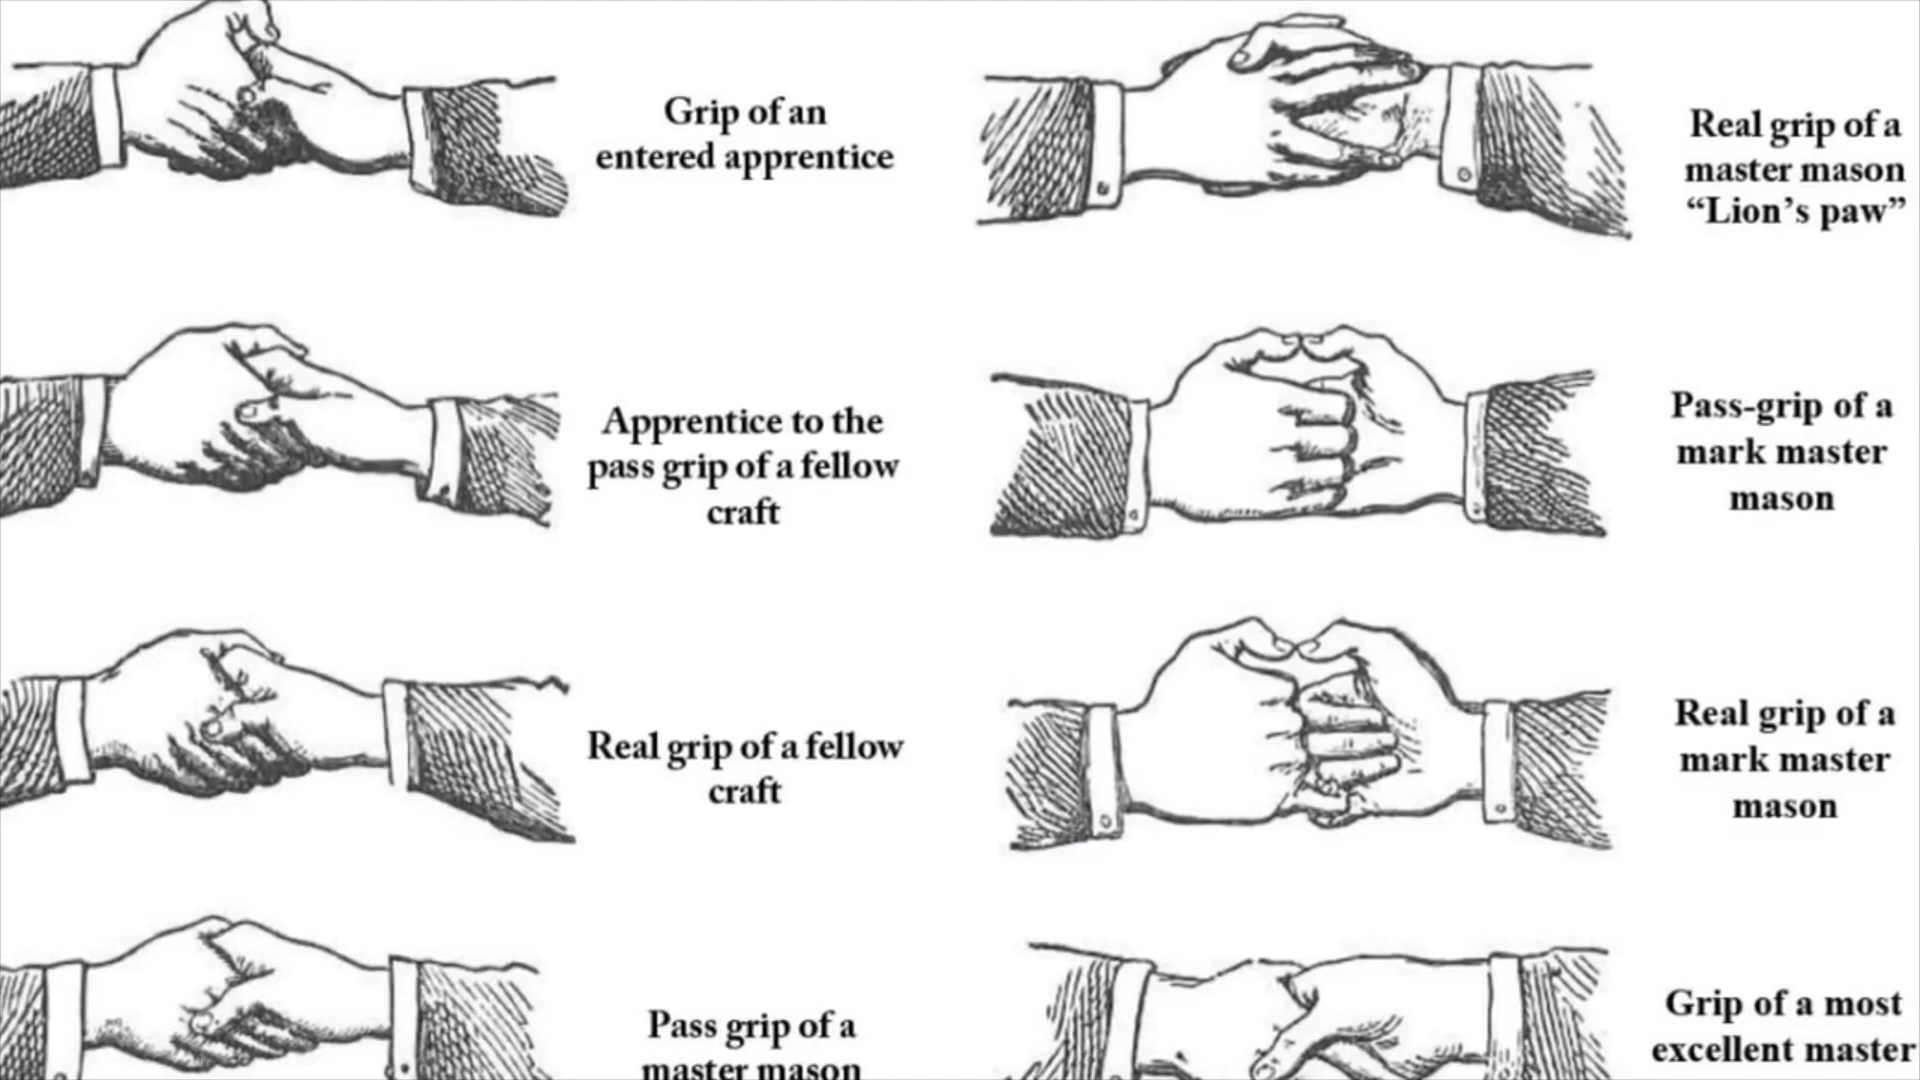 Grip of an
entered apprentice
Apprentice to the
pass grip of a fellow
craft
Real grip of a fellow
craft
Pass grip of a
master mason
Real grip of a
master mason
“Lion’s paw”
Pass-grip of a
mark master
mason
Real grip of a
mark master
mason
Grip of a most
excellent master